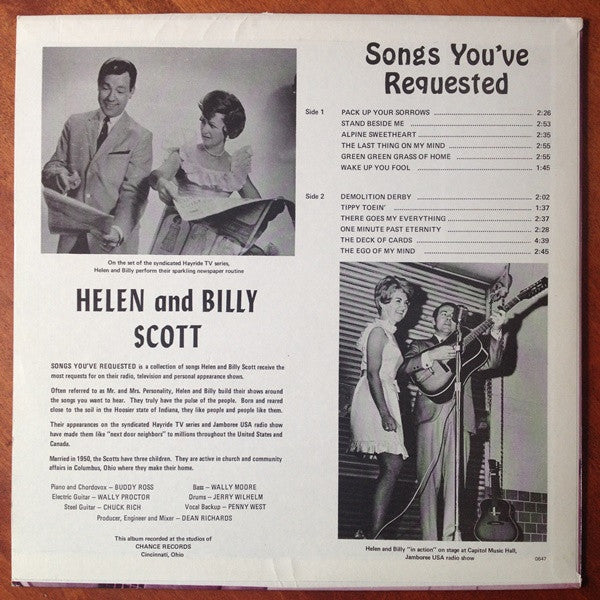 Songs You've
Requested
Side 1 PACK UP YOUR SORROWS 2:26
STAND BESIDE ME 2:53
ALPINE SWEETHEART 2:35
THE LAST THING ON MY MIND 2:55
GREEN GREEN GRASS OF HOME 2:55
WAKE UP YOU FOOL 1:45
Side 2 DEMOLITION DERBY 2:02
TIPPY TOEIN' 1:37
THERE GOES MY EVERYTHING 2:37
ONE MINUTE PAST ETERNITY 2:28
THE DECK OF CARDS 4:39
THE EGO OF MY MIND 2:45
On the set of the syndicated Hayride TV series,
Helen and Billy perform their sparkling newspaper routine
HELEN and BILLY
SCOTT
SONGS YOU'VE REQUESTED is a collection of songs Helen and Billy Scott receive the
most requests for on their radio, television and personal appearance shows.
Often referred to as Mr. and Mrs. Personality, Helen and Billy build their shows around
the songs you want to hear. They truly have the pulse of the people. Born and reared
close to the soil in the Hoosier state of Indiana, they like people and people like them.
Their appearances on the syndicated Hayride TV series and Jamboree USA radio show
have made them like "next door neighbors" to millions throughout the United States and
Canada.
Married in 1950, the Scotts have three children. They are active in church and community
affairs in Columbus, Ohio where they make their home.
Piano and Chordovox – BUDDY ROSS Bass – WALLY MOORE
Electric Guitar – WALLY PROCTOR Drums – JERRY WILHELM
Steel Guitar – CHUCK RICH Vocal Backup – PENNY WEST
Producer, Engineer and Mixer – DEAN RICHARDS
This album recorded at the studios of
CHANCE RECORDS
Cincinnati, Ohio
Helen and Billy "in action" on stage at Capitol Music Hall,
Jamboree USA radio show
0647